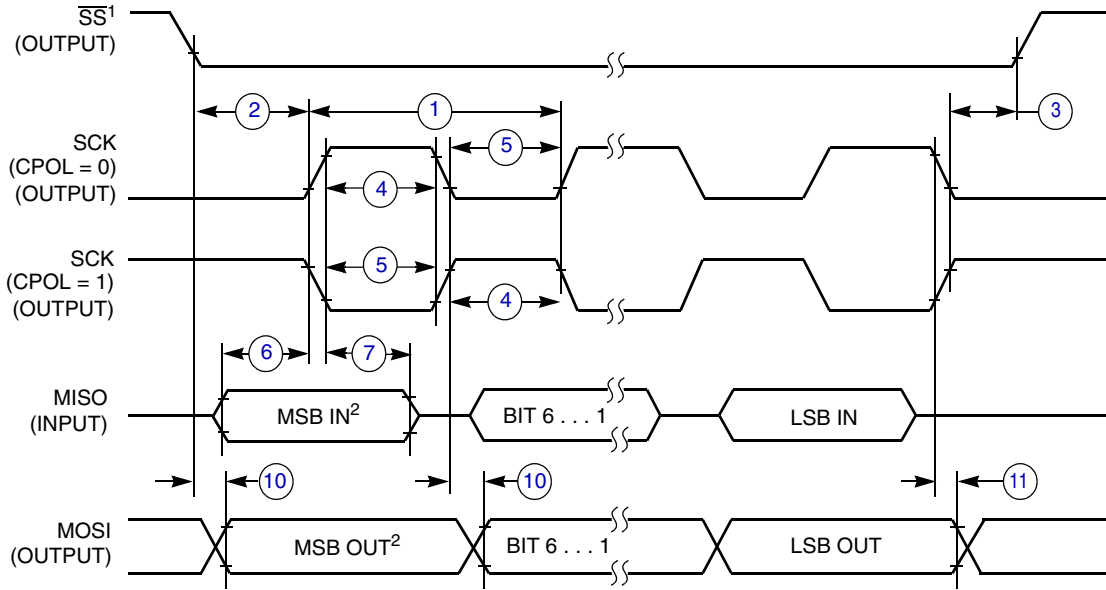 SS1
(OUTPUT)
2
1
3
SCK
(CPOL = 0)
(OUTPUT)
5
4
SCK
(CPOL = 1)
(OUTPUT)
5
4
6
7
MISO
(INPUT)
MSB IN2
BIT 6 . . . 1
LSB IN
10
10
11
MOSI
(OUTPUT)
MSB OUT2
BIT 6 . . . 1
LSB OUT